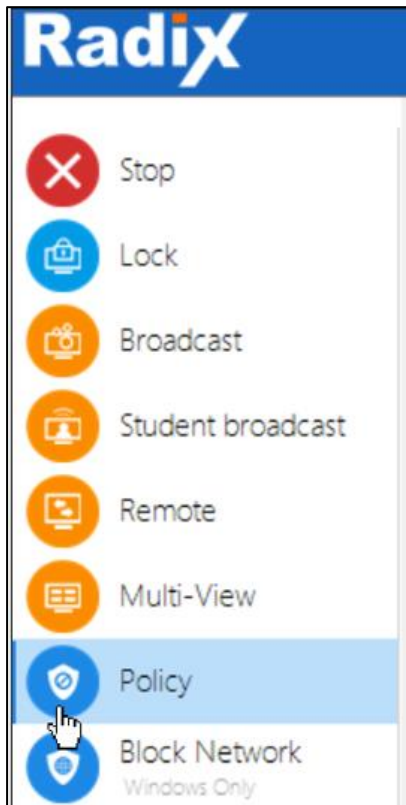 Radix
Stop
Lock
Broadcast
Student broadcast
Remote
Multi-View
Policy
Block Network
Windows Only